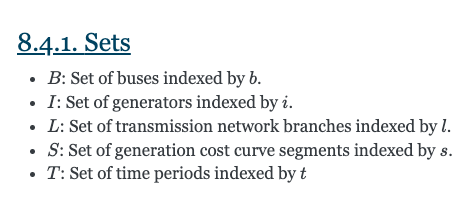 8.4.1. Sets
• B: Set of buses indexed by b.
• I: Set of generators indexed by i.
• L: Set of transmission network branches indexed by l.
• S: Set of generation cost curve segments indexed by s.
• T: Set of time periods indexed by t